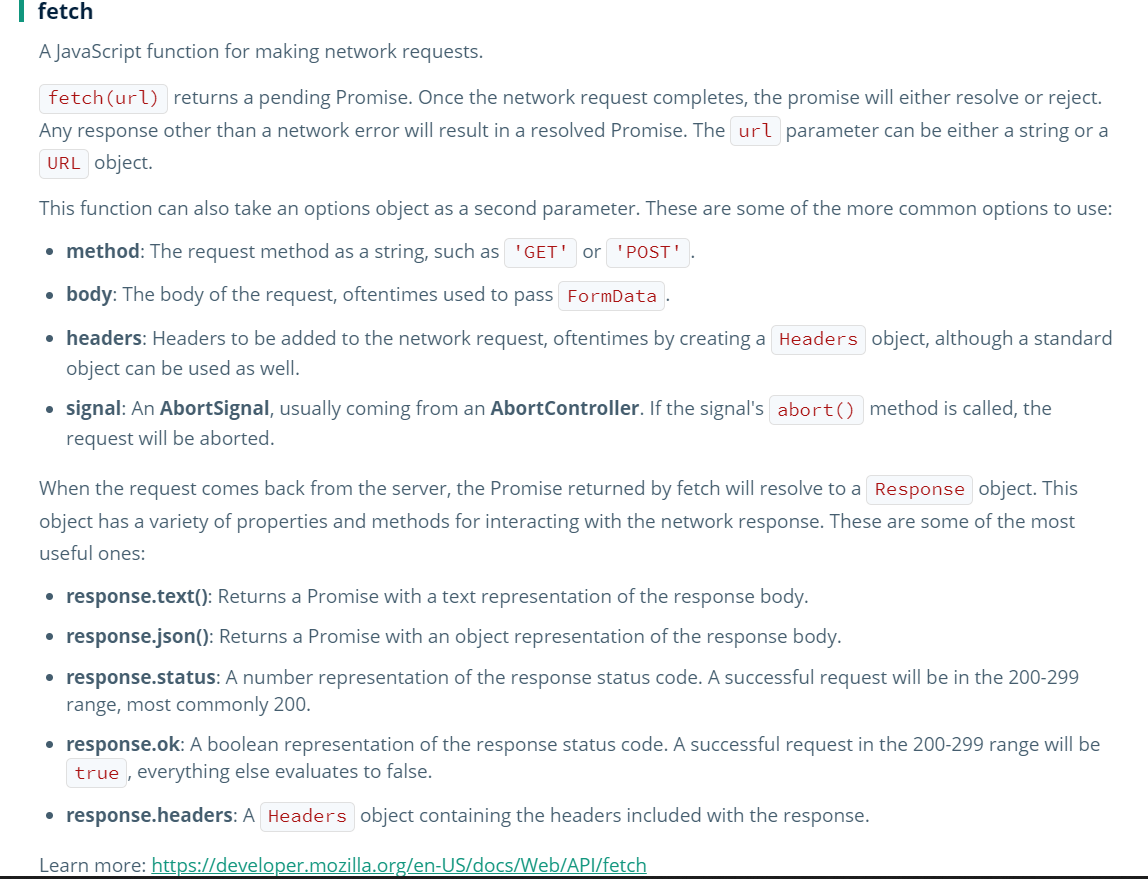 fetch
A JavaScript function for making network requests.
fetch(url) returns a pending Promise. Once the network request completes, the promise will either resolve or reject.
Any response other than a network error will result in a resolved Promise. The url parameter can be either a string or a
URL object.
This function can also take an options object as a second parameter. These are some of the more common options to use:
• method: The request method as a string, such as 'GET' or 'POST'.
• body: The body of the request, oftentimes used to pass FormData.
• headers: Headers to be added to the network request, oftentimes by creating a Headers object, although a standard
object can be used as well.
• signal: An AbortSignal, usually coming from an AbortController. If the signal's abort() method is called, the
request will be aborted.
When the request comes back from the server, the Promise returned by fetch will resolve to a Response object. This
object has a variety of properties and methods for interacting with the network response. These are some of the most
useful ones:
• response.text(): Returns a Promise with a text representation of the response body.
• response.json(): Returns a Promise with an object representation of the response body.
• response.status: A number representation of the response status code. A successful request will be in the 200-299
range, most commonly 200.
• response.ok: A boolean representation of the response status code. A successful request in the 200-299 range will be
true, everything else evaluates to false.
• response.headers: A Headers object containing the headers included with the response.
Learn more: https://developer.mozilla.org/en-US/docs/Web/API/fetch